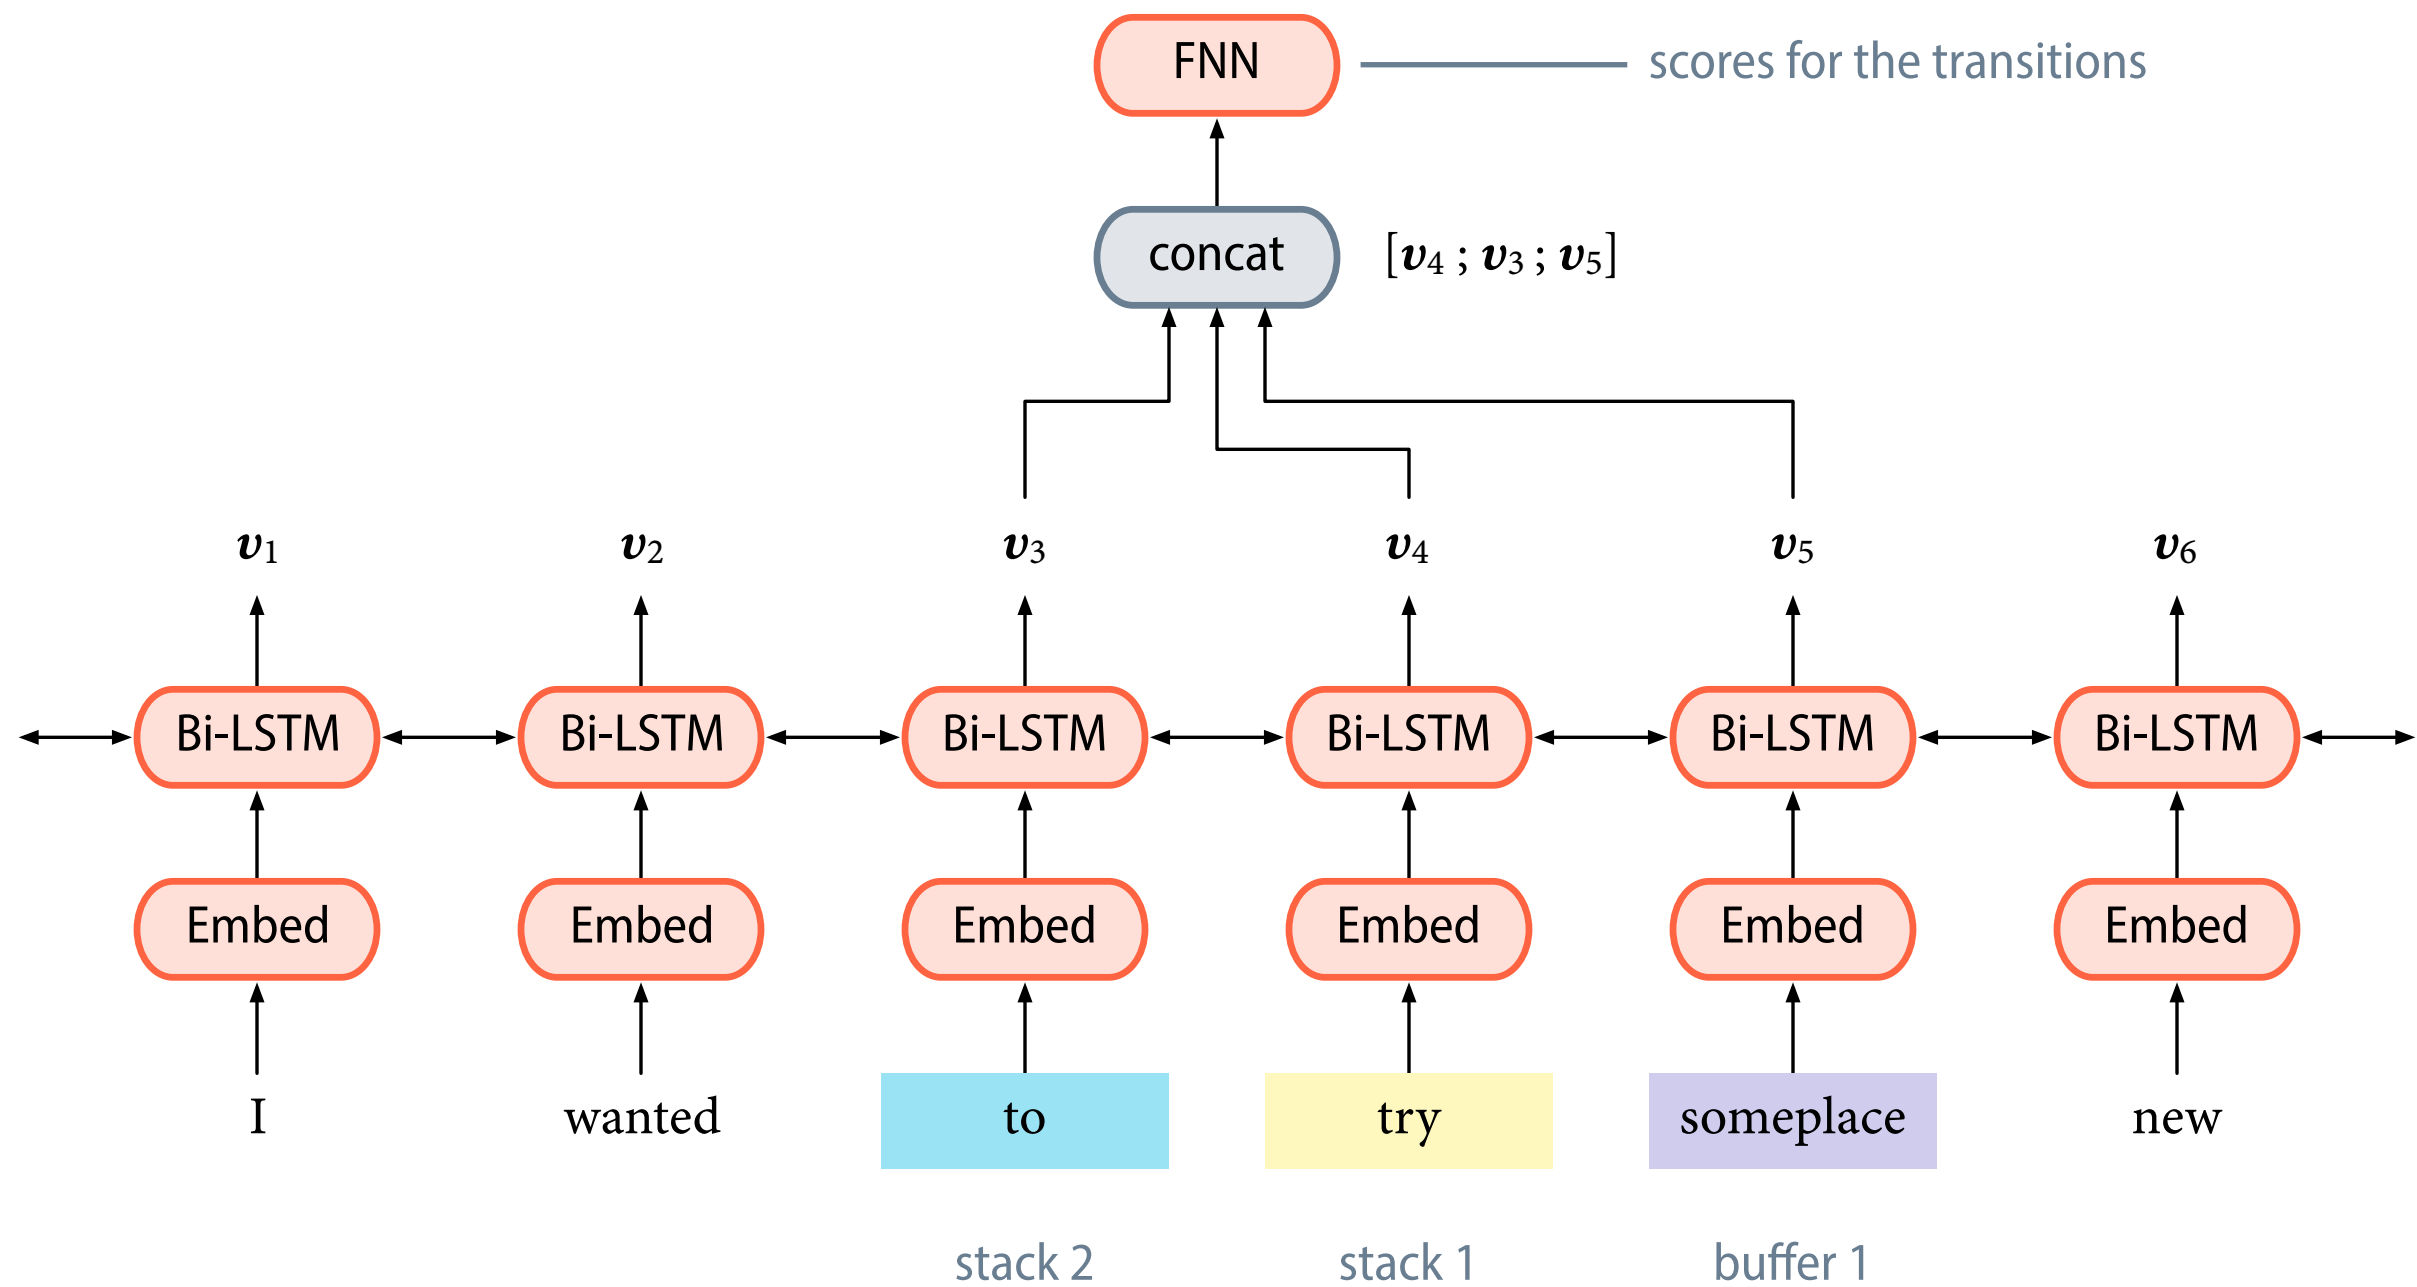 FNN scores for the transitions
concat [v4 ; v3 ; v5]
v1 v2 v3 v4 v5 v6
Bi-LSTM Bi-LSTM Bi-LSTM Bi-LSTM Bi-LSTM Bi-LSTM
Embed Embed Embed Embed Embed Embed
I wanted to try someplace new
stack 2 stack 1 buffer 1